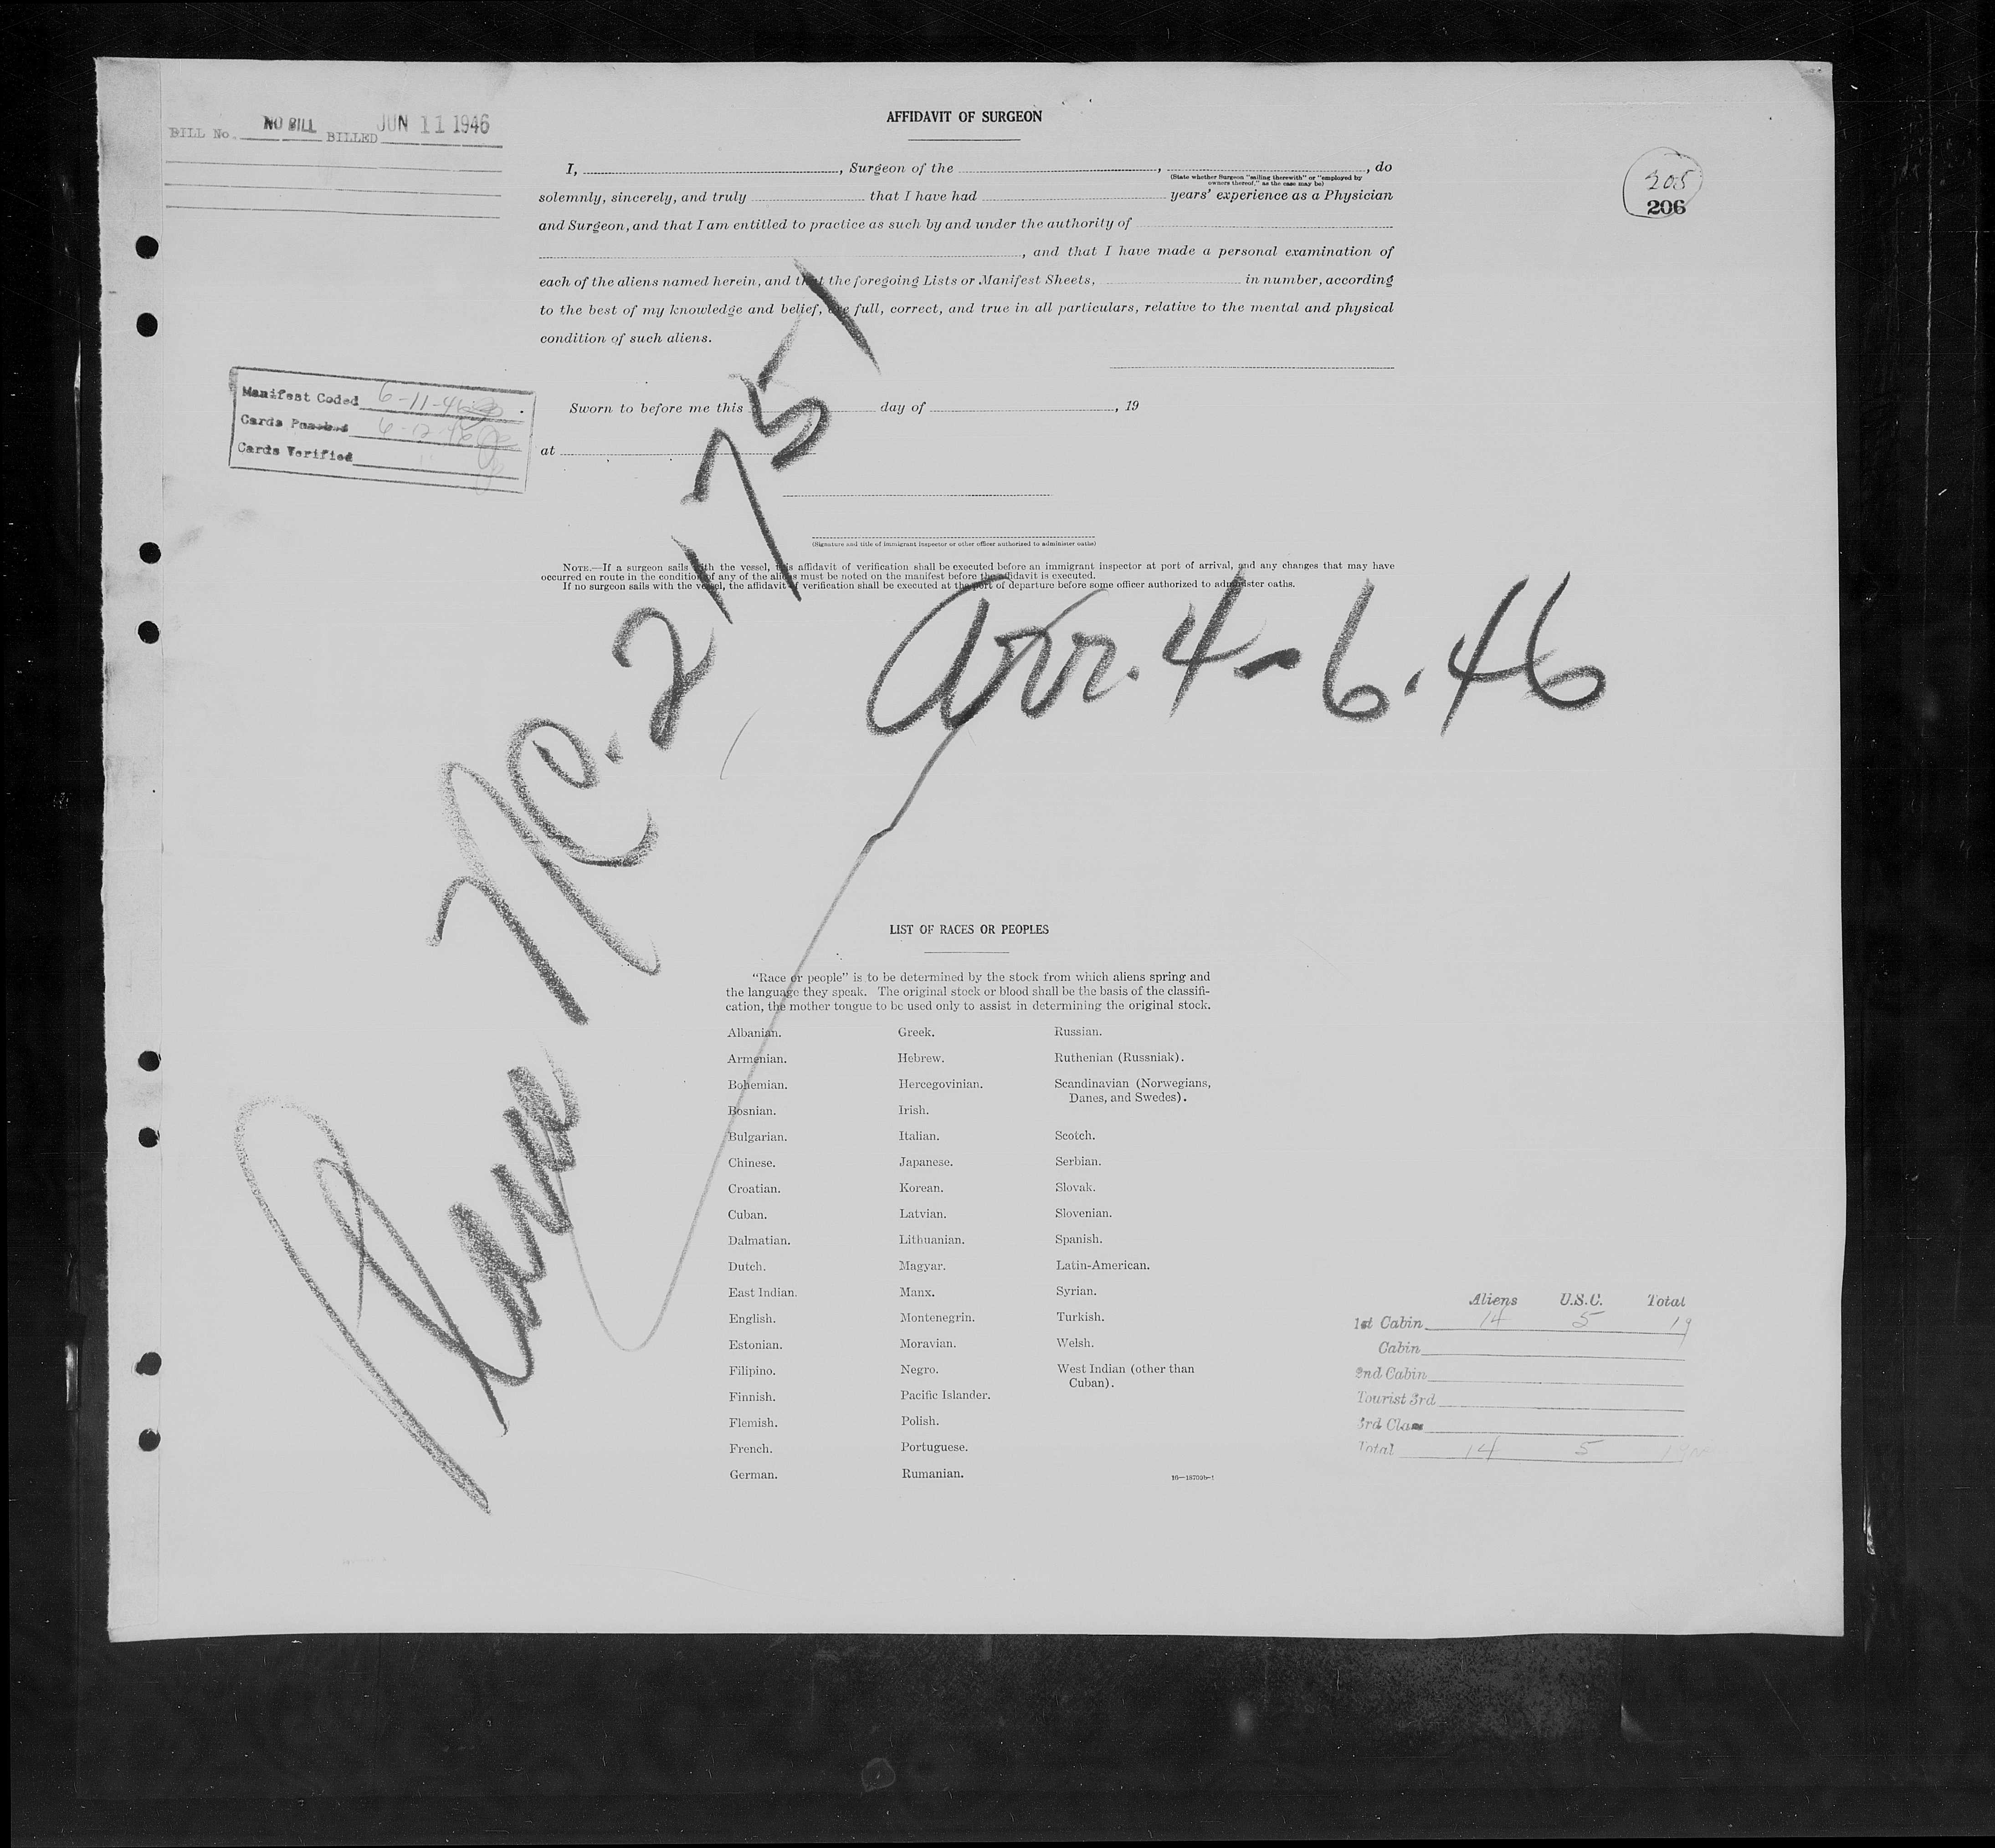 BILL No. NO BILL BILLED JUN 11 1946
AFFIDAVIT OF SURGEON
205
206
I, , Surgeon of the , , do
(State whether Surgeon "sailing therewith" or "employed by
owners thereof," as the case may be)
solemnly, sincerely, and truly that I have had years' experience as a Physician
and Surgeon, and that I am entitled to practice as such by and under the authority of
, and that I have made a personal examination of
each of the aliens named herein, and that the foregoing Lists or Manifest Sheets, in number, according
to the best of my knowledge and belief, are full, correct, and true in all particulars, relative to the mental and physical
condition of such aliens.
Manifest Coded 6-11-46
Cards Punched 6-12-46
Cards Verified "
Sworn to before me this day of , 19
at
(Signature and title of immigrant inspector or other officer authorized to administer oaths)
NOTE.—If a surgeon sails with the vessel, this affidavit of verification shall be executed before an immigrant inspector at port of arrival, and any changes that may have
occurred en route in the condition of any of the aliens must be noted on the manifest before the affidavit is executed.
If no surgeon sails with the vessel, the affidavit of verification shall be executed at the port of departure before some officer authorized to administer oaths.
Plane NC. 21751
Arr. 4-6.46
LIST OF RACES OR PEOPLES
"Race or people" is to be determined by the stock from which aliens spring and
the language they speak. The original stock or blood shall be the basis of the classifi-
cation, the mother tongue to be used only to assist in determining the original stock.
Albanian.
Armenian.
Bohemian.
Bosnian.
Bulgarian.
Chinese.
Croatian.
Cuban.
Dalmatian.
Dutch.
East Indian.
English.
Estonian.
Filipino.
Finnish.
Flemish.
French.
German.
Greek.
Hebrew.
Hercegovinian.
Irish.
Italian.
Japanese.
Korean.
Latvian.
Lithuanian.
Magyar.
Manx.
Montenegrin.
Moravian.
Negro.
Pacific Islander.
Polish.
Portuguese.
Rumanian.
Russian.
Ruthenian (Russniak).
Scandinavian (Norwegians,
Danes, and Swedes).
Scotch.
Serbian.
Slovak.
Slovenian.
Spanish.
Latin-American.
Syrian.
Turkish.
Welsh.
West Indian (other than
Cuban).
16—18709b-1
Aliens U.S.C. Total
1st Cabin 14 5 19
Cabin
2nd Cabin
Tourist 3rd
3rd Class
Total 14 5 19